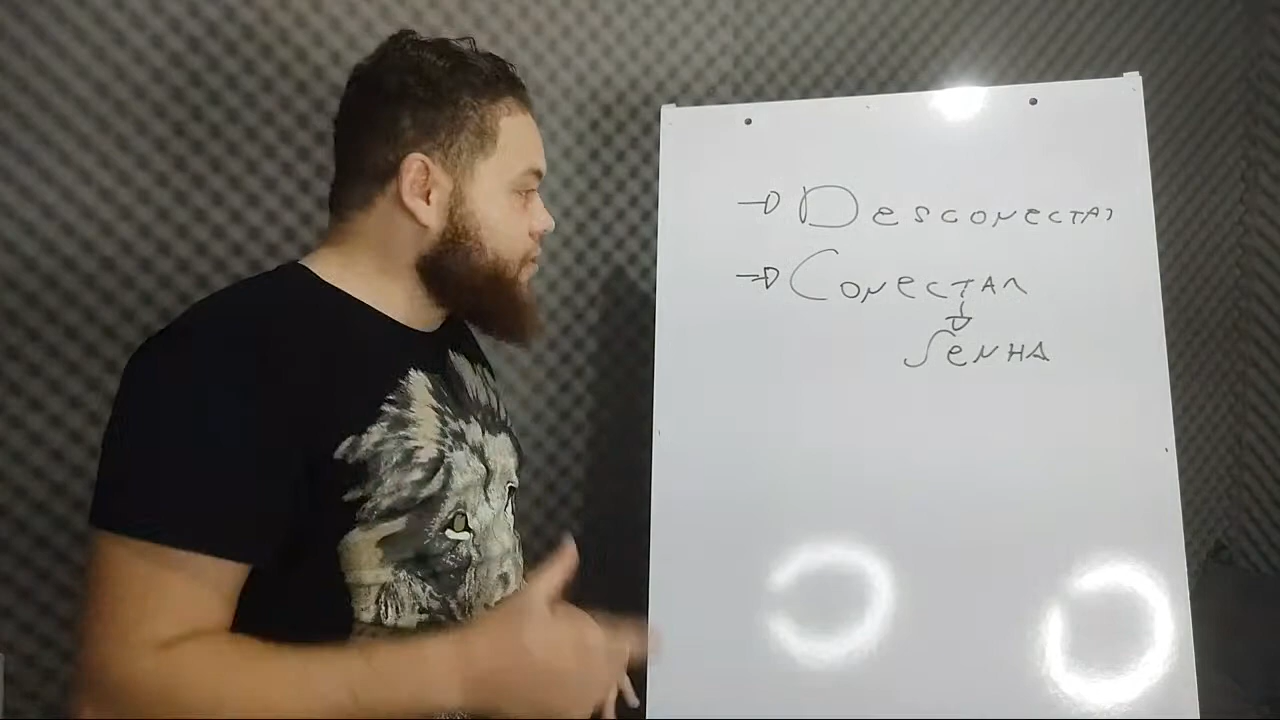 → Desconectar
→ Conectar
↓
Senha